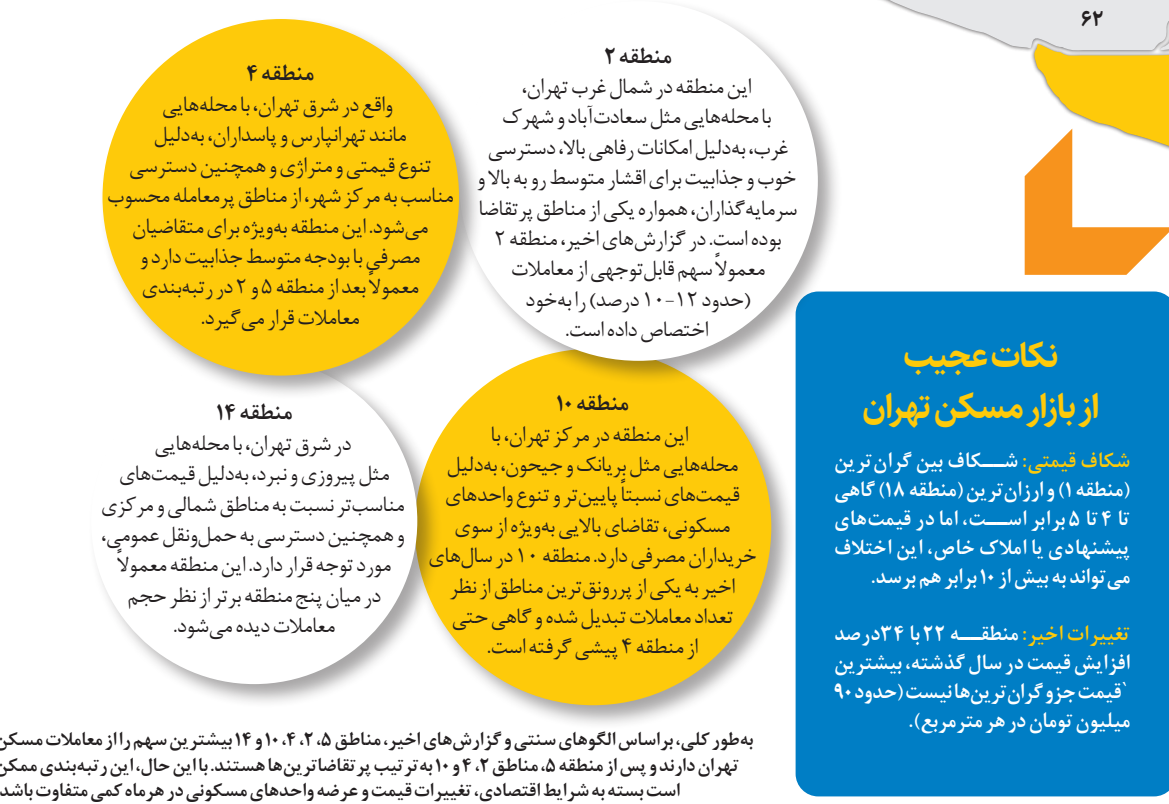 ۶۲
منطقه ۲
این منطقه در شمال غرب تهران،
با محله‌هایی مثل سعادت‌آباد و شهرک
غرب، به‌دلیل امکانات رفاهی بالا، دسترسی
خوب و جذابیت برای اقشار متوسط رو به بالا و
سرمایه‌گذاران، همواره یکی از مناطق پرتقاضا
بوده است. در گزارش‌های اخیر، منطقه ۲
معمولاً سهم قابل‌توجهی از معاملات
(حدود ۱۲-۱۰ درصد) را به‌خود
اختصاص داده است.
منطقه ۴
واقع در شرق تهران، با محله‌هایی
مانند تهرانپارس و پاسداران، به‌دلیل
تنوع قیمتی و متراژی و همچنین دسترسی
مناسب به مرکز شهر، از مناطق پرمعامله محسوب
می‌شود. این منطقه به‌ویژه برای متقاضیان
مصرفی با بودجه متوسط جذابیت دارد و
معمولاً بعد از منطقه ۵ و ۲ در رتبه‌بندی
معاملات قرار می‌گیرد.
منطقه ۱۰
این منطقه در مرکز تهران، با
محله‌هایی مثل بریانک و جیحون، به‌دلیل
قیمت‌های نسبتاً پایین‌تر و تنوع واحدهای
مسکونی، تقاضای بالایی به‌ویژه از سوی
خریداران مصرفی دارد. منطقه ۱۰ در سال‌های
اخیر به یکی از پررونق‌ترین مناطق از نظر
تعداد معاملات تبدیل شده و گاهی حتی
از منطقه ۴ پیشی گرفته است.
منطقه ۱۴
در شرق تهران، با محله‌هایی
مثل پیروزی و نبرد، به‌دلیل قیمت‌های
مناسب‌تر نسبت به مناطق شمالی و مرکزی
و همچنین دسترسی به حمل‌ونقل عمومی،
مورد توجه قرار دارد. این منطقه معمولاً
در میان پنج منطقه برتر از نظر حجم
معاملات دیده می‌شود.
نکات عجیب
از بازار مسکن تهران
شکاف قیمتی: شکاف بین گران‌ترین
(منطقه ۱) و ارزان‌ترین (منطقه ۱۸) گاهی
تا ۴ تا ۵ برابر است، اما در قیمت‌های
پیشنهادی یا املاک خاص، این اختلاف
می‌تواند به بیش از ۱۰ برابر هم برسد.
تغییرات اخیر: منطقه ۲۲ با ۳۴درصد
افزایش قیمت در سال گذشته، بیشترین
`قیمت جزو گران‌ترین‌ها نیست (حدود ۹۰
میلیون تومان در هر مترمربع).
به‌طور کلی، براساس الگوهای سنتی و گزارش‌های اخیر، مناطق ۵، ۲، ۴، ۱۰ و ۱۴ بیشترین سهم را از معاملات مسکن
تهران دارند و پس از منطقه ۵، مناطق ۲، ۴ و ۱۰ به‌ترتیب پرتقاضاترین‌ها هستند. با این حال، این رتبه‌بندی ممکن
است بسته به شرایط اقتصادی، تغییرات قیمت و عرضه واحدهای مسکونی در هرماه کمی متفاوت باشد.